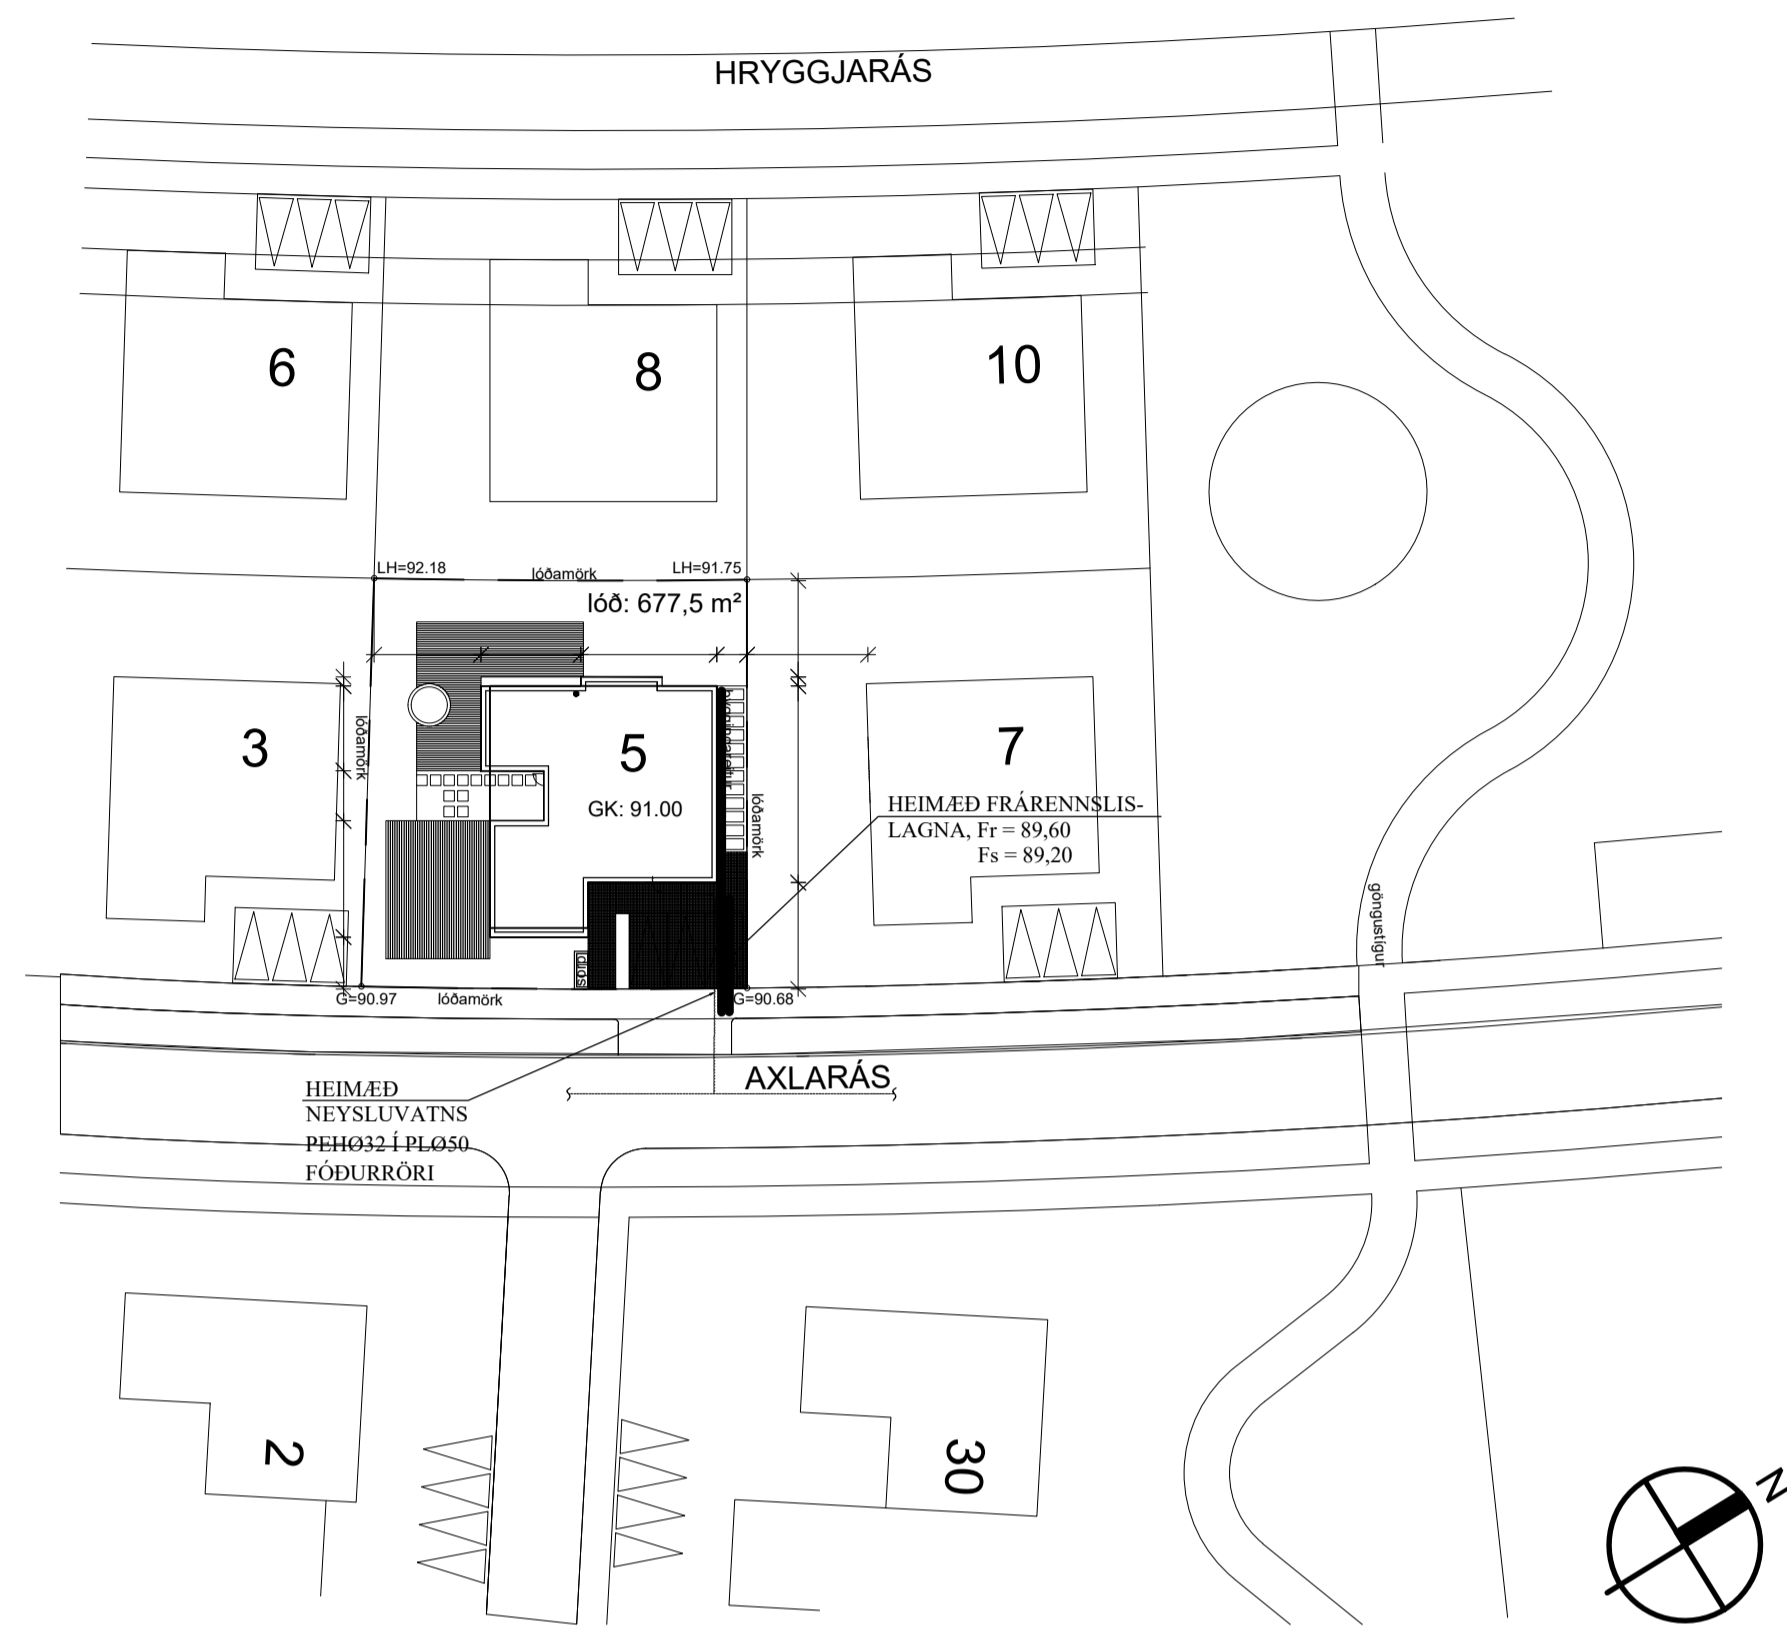 HRYGGJARÁS
6
8
10
LH=92.18
lóðamörk
LH=91.75
lóð: 677,5 m²
3
lóðamörk
5
GK: 91.00
byggingareitur
lóðamörk
7
HEIMÆÐ FRÁRENNSLIS-
LAGNA, Fr = 89,60
Fs = 89,20
göngustígur
sorp
G=90.97
lóðamörk
G=90.68
AXLARÁS
HEIMÆÐ
NEYSLUVATNS
PEHØ32 Í PLØ50
FÓÐURRÖRI
2
30
N